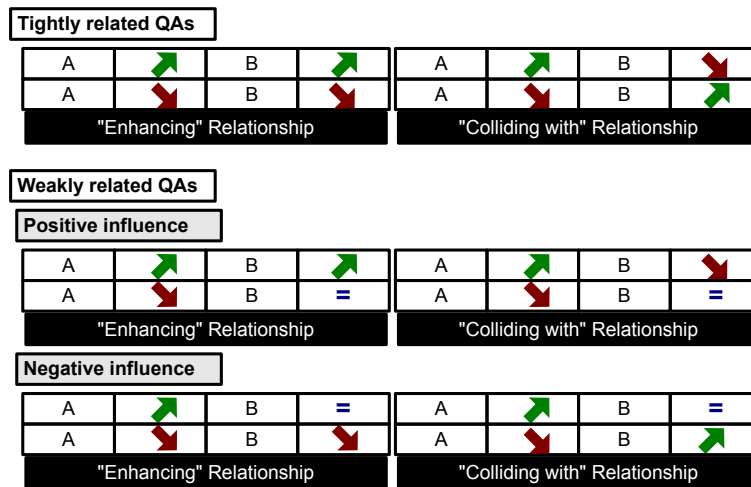 Tightly related QAs
A B A B
A B A B
"Enhancing" Relationship "Colliding with" Relationship
Weakly related QAs
Positive influence
A B A B
A B = A B =
"Enhancing" Relationship "Colliding with" Relationship
Negative influence
A B = A B =
A B A B
"Enhancing" Relationship "Colliding with" Relationship